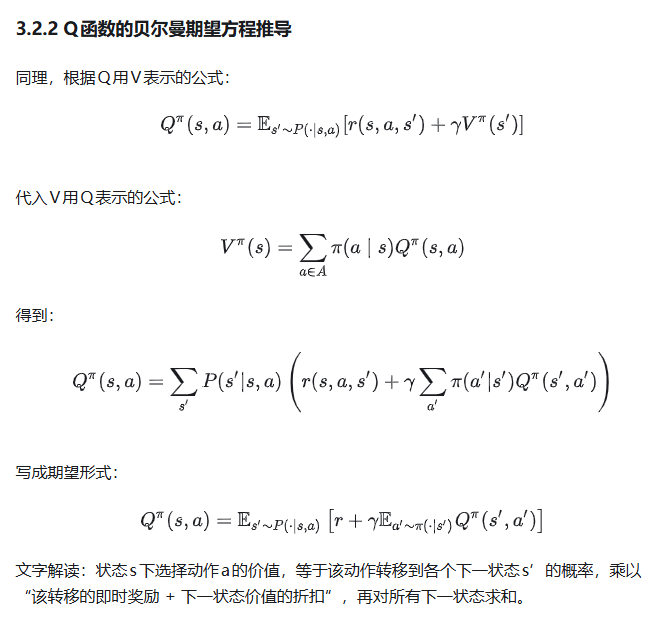 3.2.2 Q函数的贝尔曼期望方程推导
同理，根据Q用V表示的公式：
Q^π(s, a) = 𝔼_{s′∼P(·|s,a)}[r(s, a, s′) + γV^π(s′)]
代入V用Q表示的公式：
V^π(s) = ∑_{a∈A} π(a | s)Q^π(s, a)
得到：
Q^π(s, a) = ∑_{s′} P(s′|s, a) (r(s, a, s′) + γ ∑_{a′} π(a′|s′)Q^π(s′, a′))
写成期望形式：
Q^π(s, a) = 𝔼_{s′∼P(·|s,a)} [r + γ𝔼_{a′∼π(·|s′)}Q^π(s′, a′)]
文字解读：状态s下选择动作a的价值，等于该动作转移到各个下一状态s′的概率，乘以
“该转移的即时奖励 + 下一状态价值的折扣”，再对所有下一状态求和。